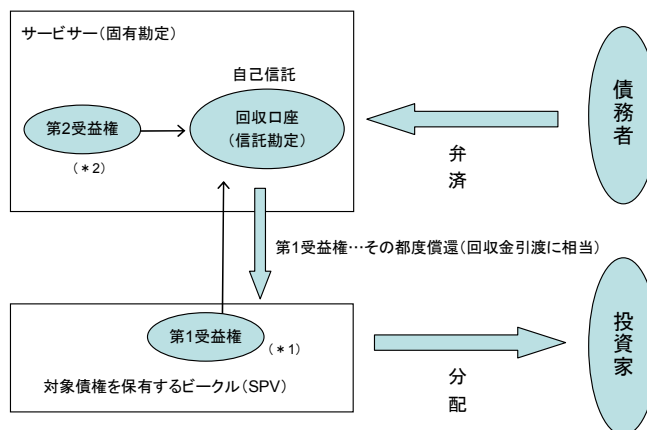 サービサー（固有勘定）
自己信託
回収口座
（信託勘定）
第2受益権
（＊2）
債務者
弁済
第1受益権…その都度償還（回収金引渡に相当）
第1受益権
（＊1）
対象債権を保有するビークル（SPV）
分配
投資家